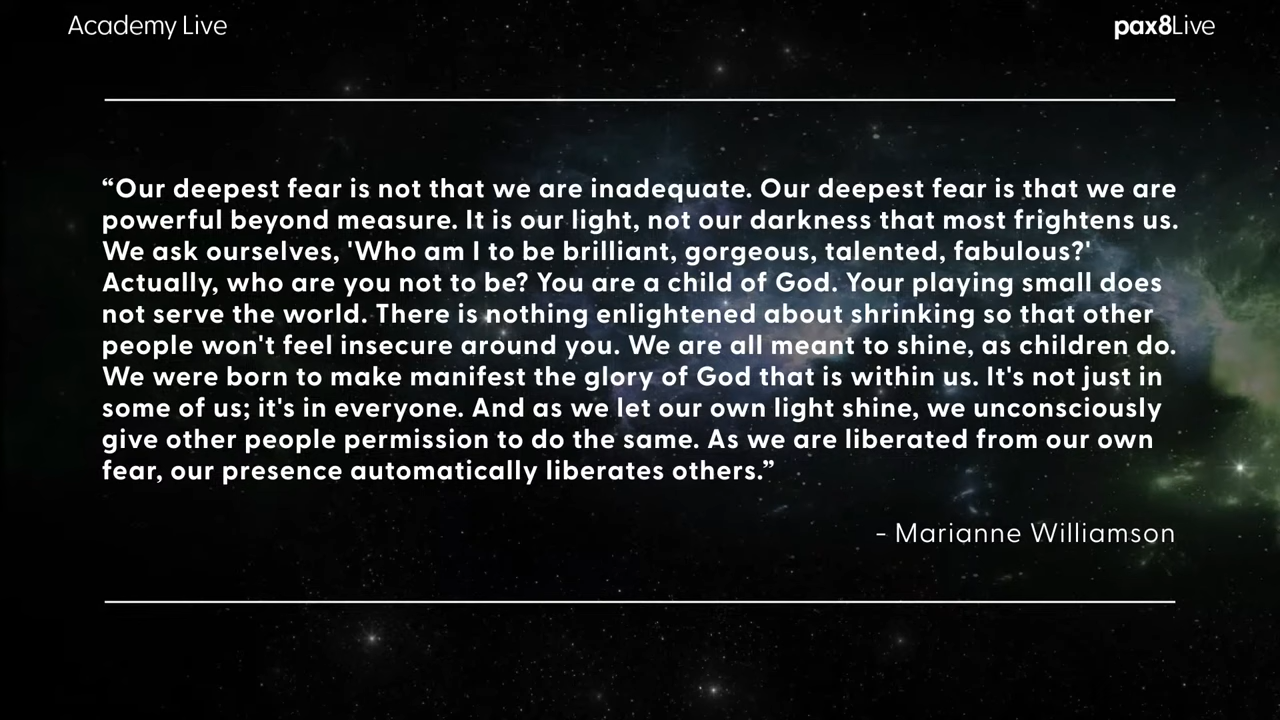 Academy Live
pax8Live
“Our deepest fear is not that we are inadequate. Our deepest fear is that we are
powerful beyond measure. It is our light, not our darkness that most frightens us.
We ask ourselves, 'Who am I to be brilliant, gorgeous, talented, fabulous?'
Actually, who are you not to be? You are a child of God. Your playing small does
not serve the world. There is nothing enlightened about shrinking so that other
people won't feel insecure around you. We are all meant to shine, as children do.
We were born to make manifest the glory of God that is within us. It's not just in
some of us; it's in everyone. And as we let our own light shine, we unconsciously
give other people permission to do the same. As we are liberated from our own
fear, our presence automatically liberates others.”
- Marianne Williamson